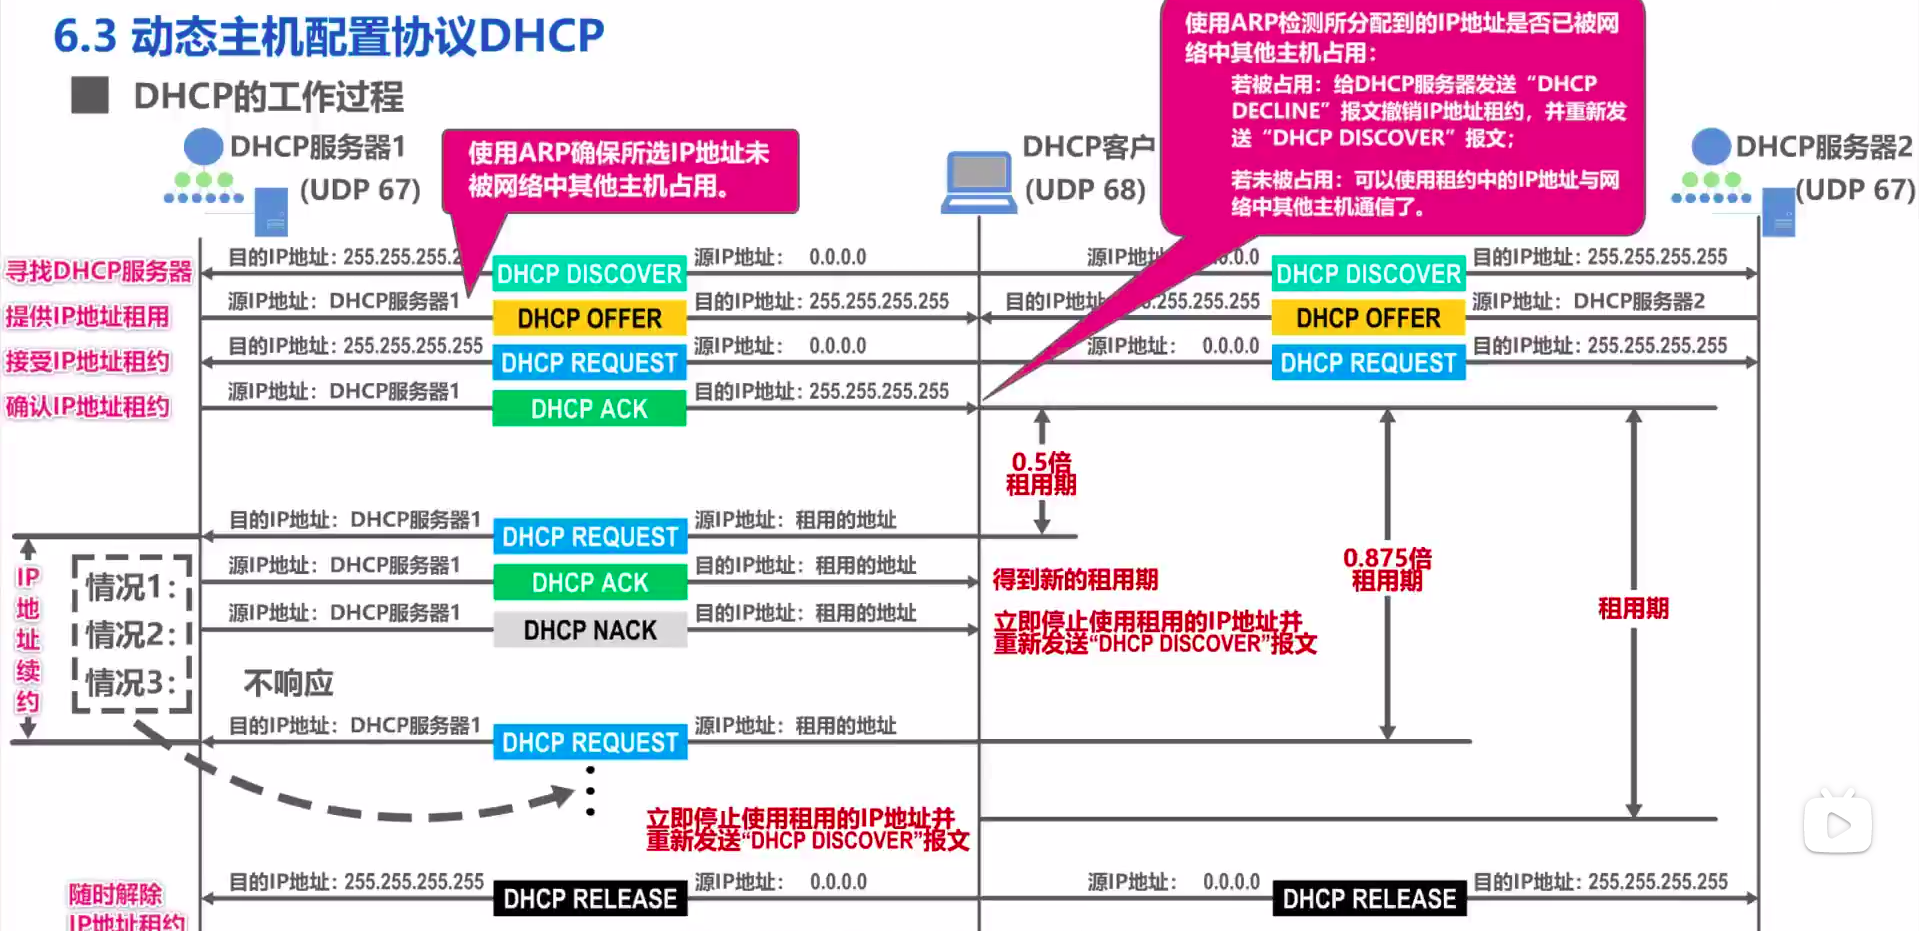 6.3 动态主机配置协议DHCP
DHCP的工作过程
使用ARP检测所分配到的IP地址是否已被网
络中其他主机占用：
若被占用：给DHCP服务器发送“DHCP
DECLINE”报文撤销IP地址租约，并重新发
送“DHCP DISCOVER”报文；
若未被占用：可以使用租约中的IP地址与网
络中其他主机通信了。
DHCP服务器1
(UDP 67)
使用ARP确保所选IP地址未
被网络中其他主机占用。
DHCP客户
(UDP 68)
DHCP服务器2
(UDP 67)
寻找DHCP服务器
目的IP地址：255.255.255.2
DHCP DISCOVER
源IP地址： 0.0.0.0
源IP地 .0.0
DHCP DISCOVER
目的IP地址：255.255.255.255
提供IP地址租用
源IP地址：DHCP服务器1
DHCP OFFER
目的IP地址：255.255.255.255
目的IP地址 255.255.255
DHCP OFFER
源IP地址：DHCP服务器2
接受IP地址租约
目的IP地址：255.255.255.255
DHCP REQUEST
源IP地址： 0.0.0.0
源IP地址： 0.0.0.0
DHCP REQUEST
目的IP地址：255.255.255.255
确认IP地址租约
源IP地址：DHCP服务器1
DHCP ACK
目的IP地址：255.255.255.255
0.5倍
租用期
0.875倍
租用期
租用期
目的IP地址：DHCP服务器1
DHCP REQUEST
源IP地址：租用的地址
IP地址续约
情况1：
源IP地址：DHCP服务器1
DHCP ACK
目的IP地址：租用的地址
得到新的租用期
情况2：
源IP地址：DHCP服务器1
DHCP NACK
目的IP地址：租用的地址
立即停止使用租用的IP地址并
重新发送“DHCP DISCOVER”报文
情况3：
不响应
目的IP地址：DHCP服务器1
DHCP REQUEST
源IP地址：租用的地址
立即停止使用租用的IP地址并
重新发送“DHCP DISCOVER”报文
随时解除
IP地址租约
目的IP地址：255.255.255.255
DHCP RELEASE
源IP地址： 0.0.0.0
源IP地址： 0.0.0.0
DHCP RELEASE
目的IP地址：255.255.255.255